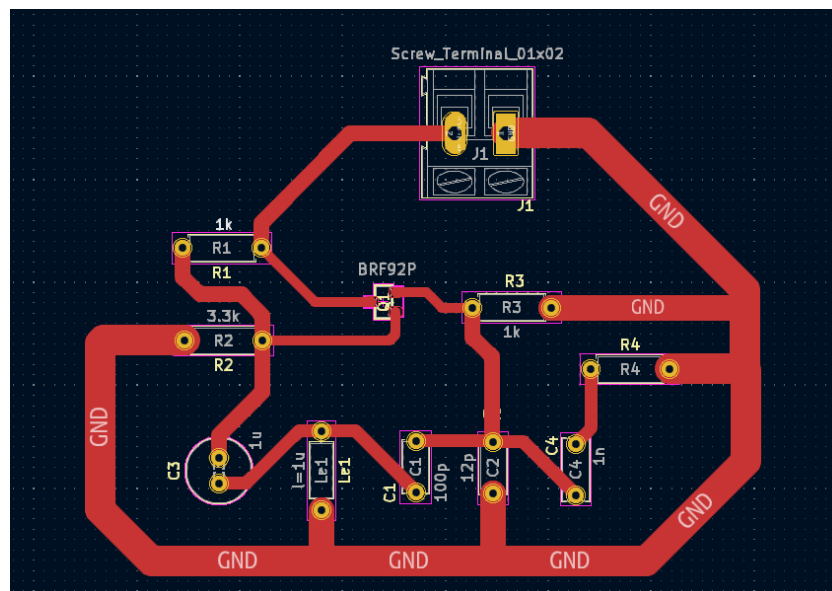 Screw_Terminal_01x02
J1
J1
GND
1k
R1
R1
BRF92P
Q1
R3
R3
GND
1k
3.3k
R2
R2
R4
R4
GND
C3
1u
l=1u
Le1
Le1
C1
C1
100p
12p
C2
C4
C4
1n
GND
GND
GND
GND